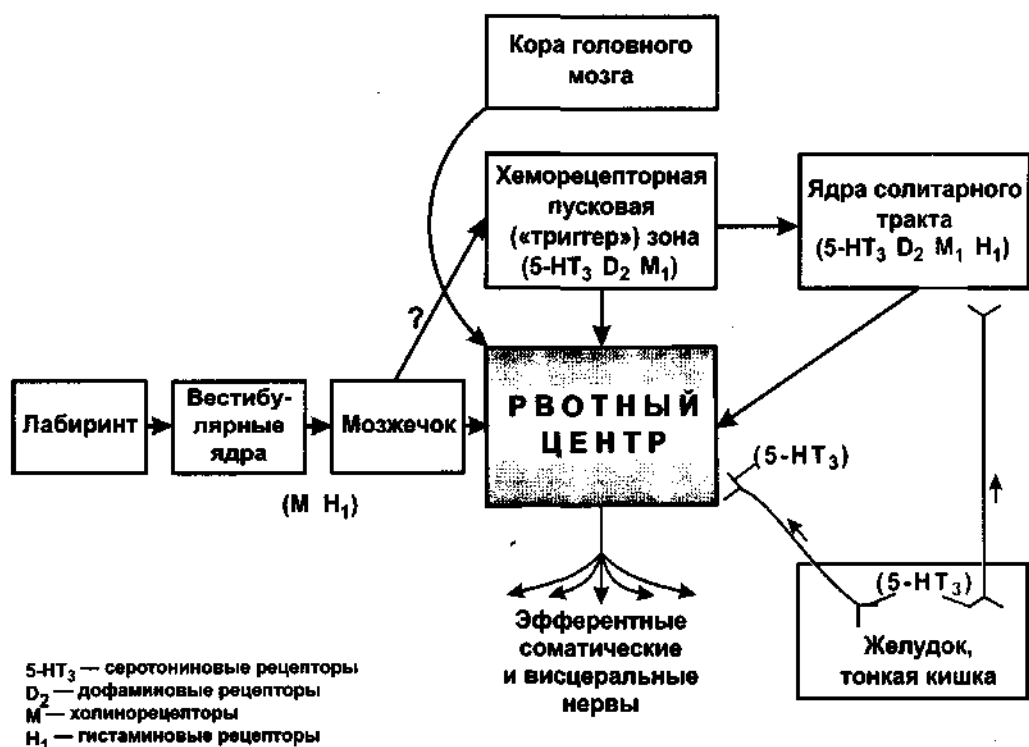 Кора головного
мозга
Хеморецепторная
пусковая
(«триггер») зона
(5-HT₃ D₂ M₁)
Ядра солитарного
тракта
(5-HT₃ D₂ M₁ H₁)
?
Лабиринт
Вестибу-
лярные
ядра
Мозжечок
РВОТНЫЙ
ЦЕНТР
(5-HT₃)
(M H₁)
(5-HT₃)
Желудок,
тонкая кишка
Эфферентные
соматические
и висцеральные
нервы
5-HT₃ — серотониновые рецепторы
D₂ — дофаминовые рецепторы
M — холинорецепторы
H₁ — гистаминовые рецепторы